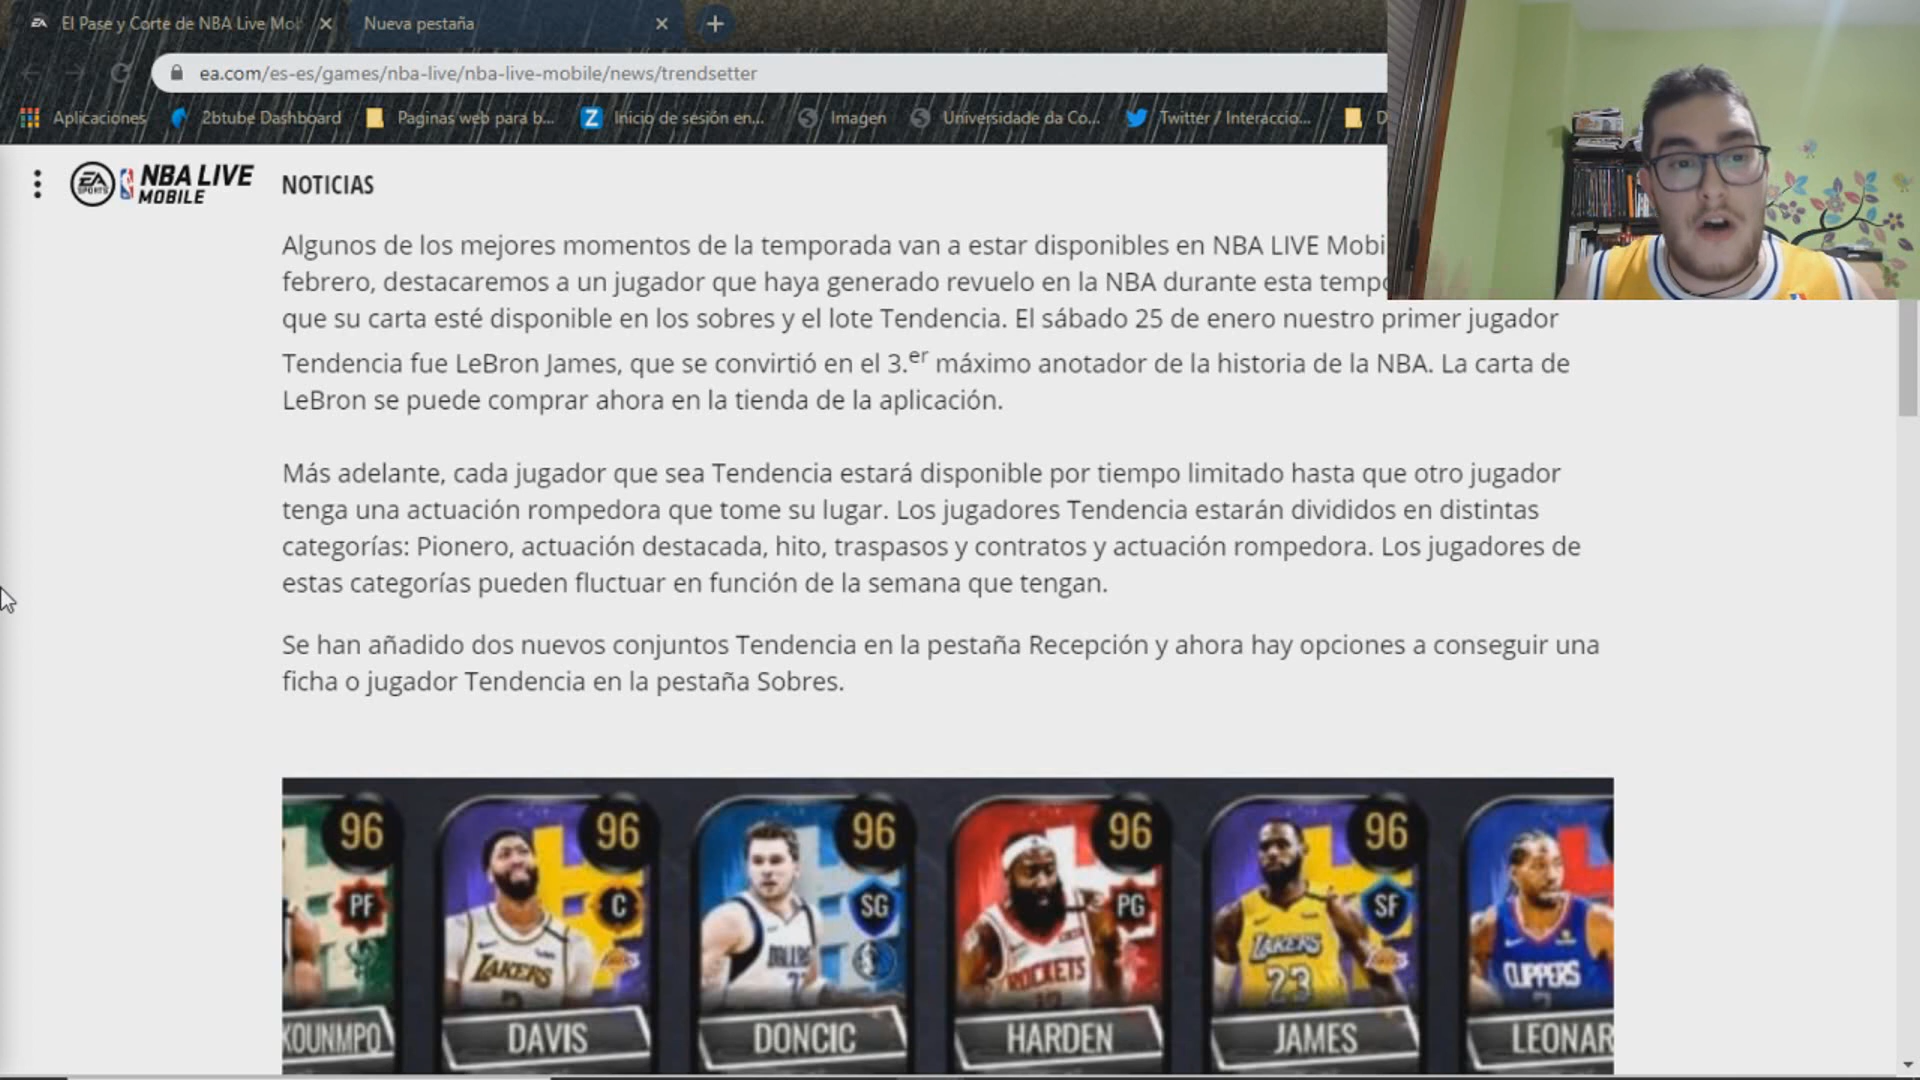 El Pase y Corte de NBA Live Mo
Nueva pestaña
ea.com/es-es/games/nba-live/nba-live-mobile/news/trendsetter
Aplicaciones
2btube Dashboard
Paginas web para b...
Inicio de sesión en...
Imagen
Universidade da Co...
Twitter / Interaccio...
D
EA SPORTS
NBA LIVE
MOBILE
NOTICIAS
Algunos de los mejores momentos de la temporada van a estar disponibles en NBA LIVE Mobi
febrero, destacaremos a un jugador que haya generado revuelo en la NBA durante esta tempo
que su carta esté disponible en los sobres y el lote Tendencia. El sábado 25 de enero nuestro primer jugador
Tendencia fue LeBron James, que se convirtió en el 3.er máximo anotador de la historia de la NBA. La carta de
LeBron se puede comprar ahora en la tienda de la aplicación.
Más adelante, cada jugador que sea Tendencia estará disponible por tiempo limitado hasta que otro jugador
tenga una actuación rompedora que tome su lugar. Los jugadores Tendencia estarán divididos en distintas
categorías: Pionero, actuación destacada, hito, traspasos y contratos y actuación rompedora. Los jugadores de
estas categorías pueden fluctuar en función de la semana que tengan.
Se han añadido dos nuevos conjuntos Tendencia en la pestaña Recepción y ahora hay opciones a conseguir una
ficha o jugador Tendencia en la pestaña Sobres.
96 96 96 96 96
PF C SG PG SF
LAKERS DALLAS ROCKETS LAKERS 23 CLIPPERS
KOUNMPO DAVIS DONCIC HARDEN JAMES LEONAR